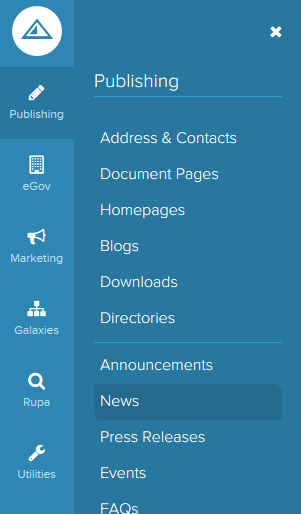 Publishing
eGov
Marketing
Galaxies
Rupa
Utilities
Publishing
Address & Contacts
Document Pages
Homepages
Blogs
Downloads
Directories
Announcements
News
Press Releases
Events
FAQs